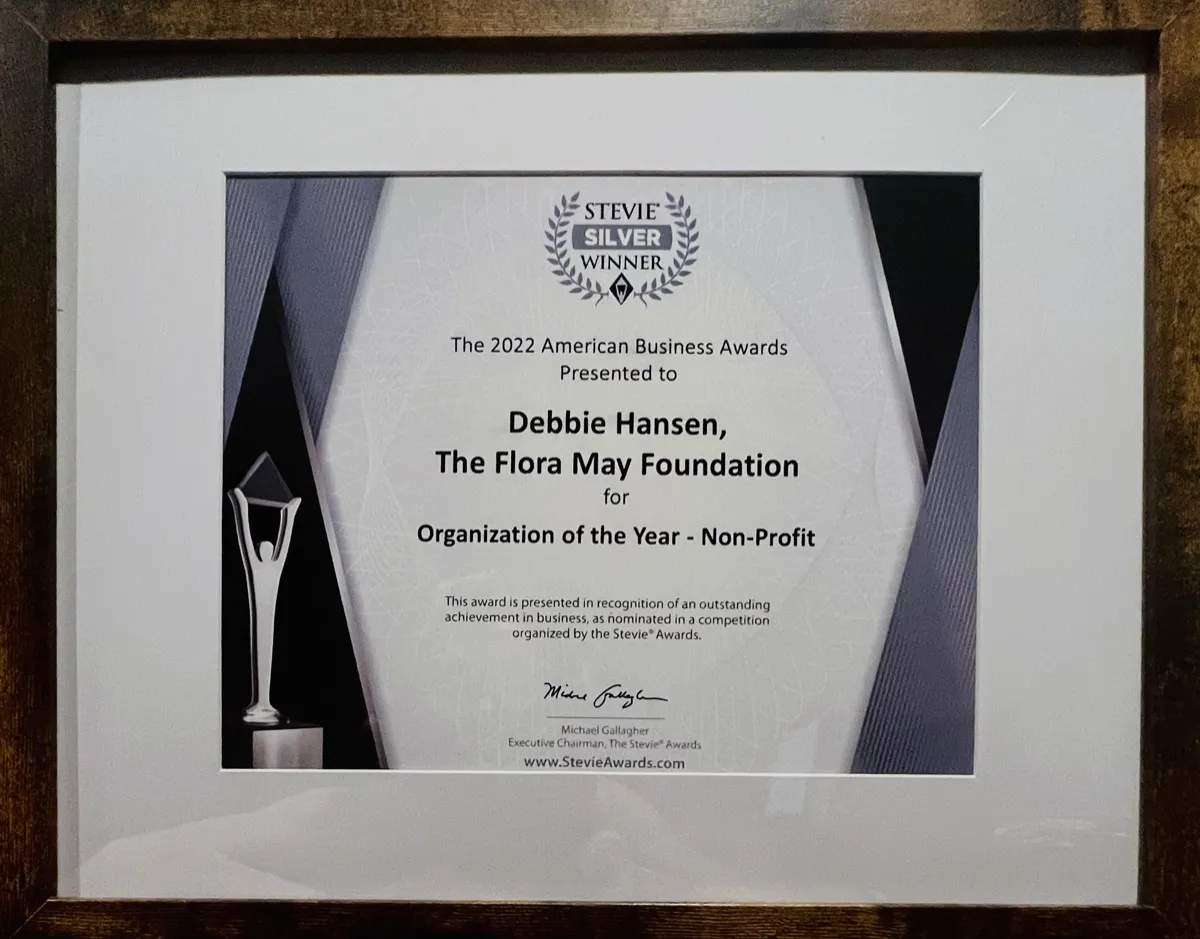 STEVIE®
SILVER
WINNER
The 2022 American Business Awards
Presented to
Debbie Hansen,
The Flora May Foundation
for
Organization of the Year - Non-Profit
This award is presented in recognition of an outstanding
achievement in business, as nominated in a competition
organized by the Stevie® Awards.
Michael Gallagher
Executive Chairman, The Stevie® Awards
www.StevieAwards.com